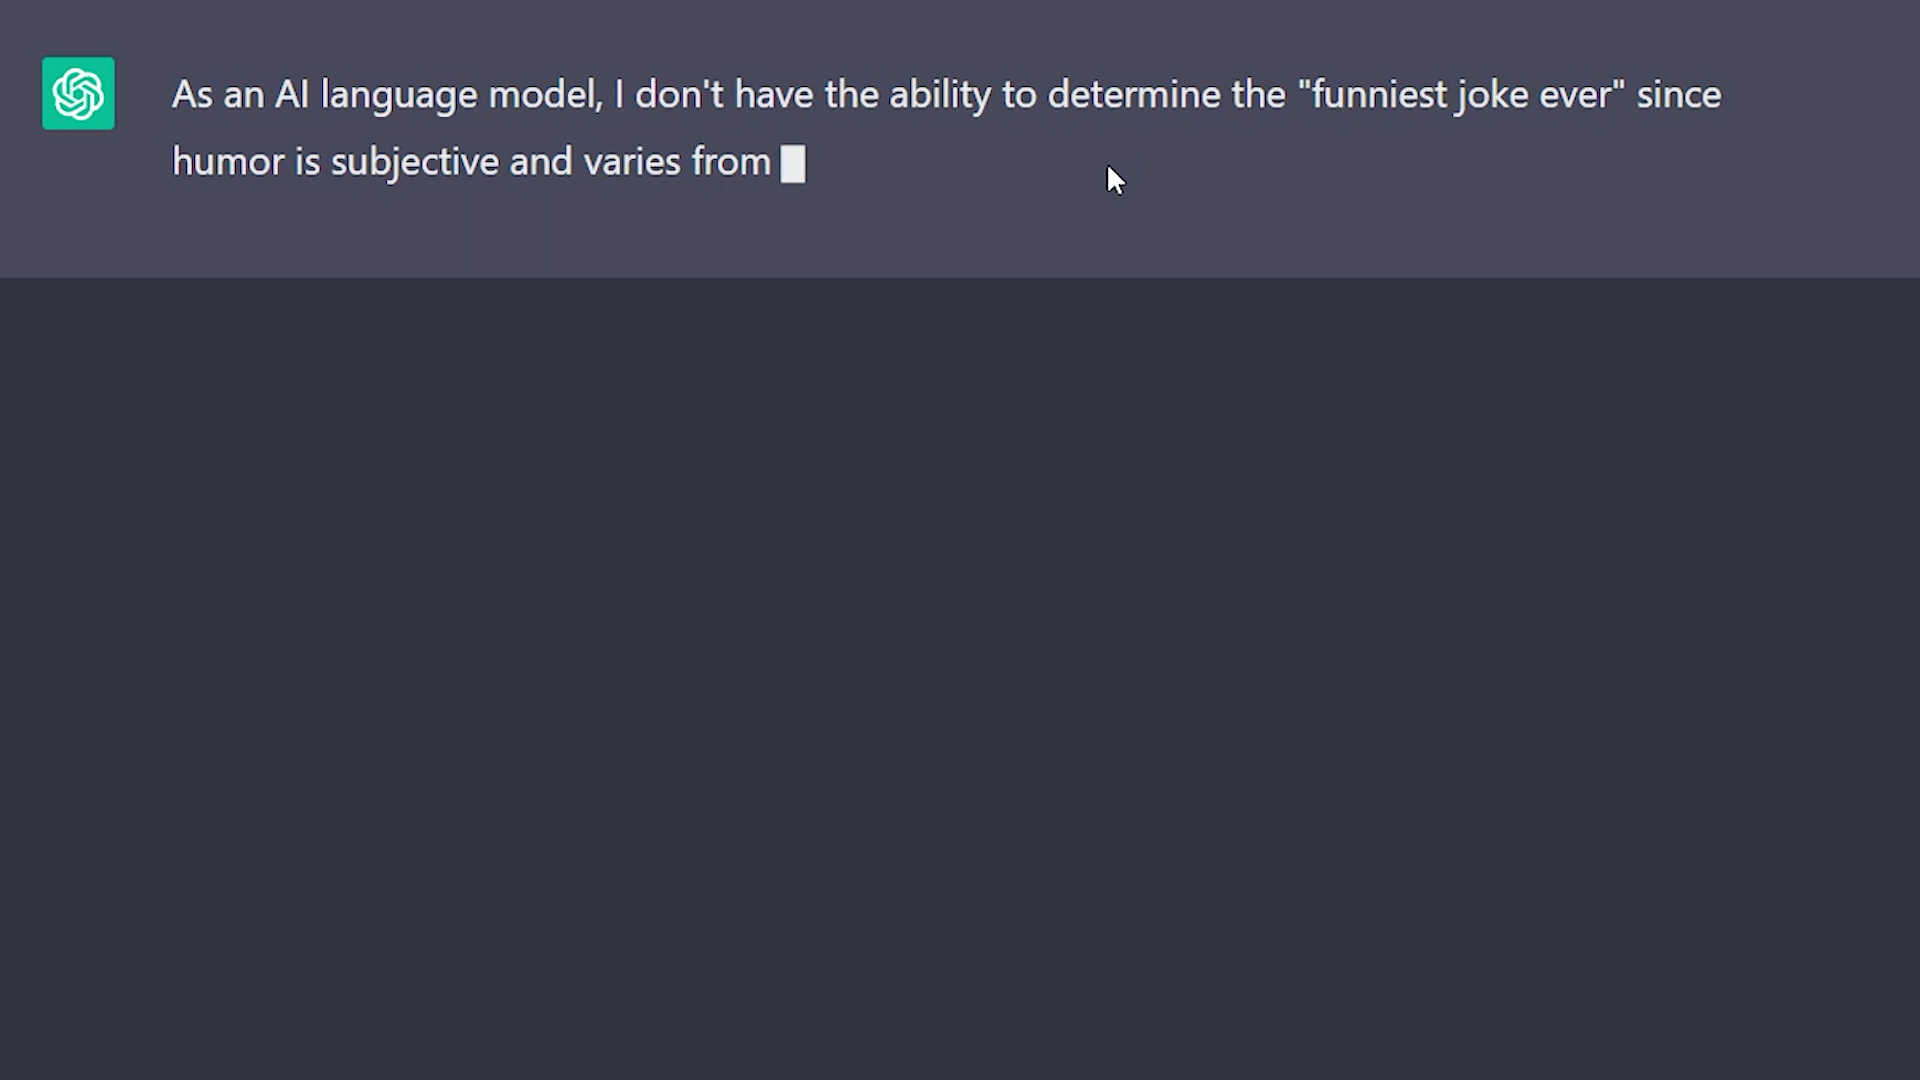 As an AI language model, I don't have the ability to determine the "funniest joke ever" since
humor is subjective and varies from